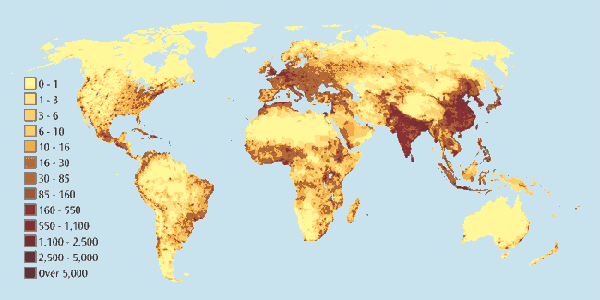 0 - 1
1 - 3
3 - 6
6 - 10
10 - 16
16 - 30
30 - 85
85 - 160
160 - 550
550 - 1,100
1,100 - 2,500
2,500 - 5,000
Over 5,000